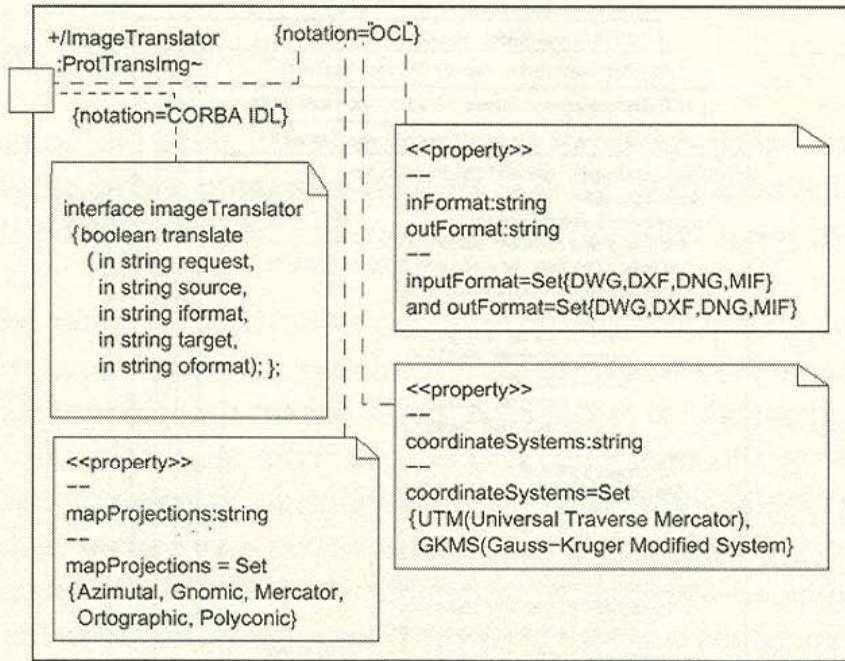 +/ImageTranslator
:ProtTransImg~
{notation="OCL"}
{notation="CORBA IDL"}
interface imageTranslator
{boolean translate
( in string request,
in string source,
in string iformat,
in string target,
in string oformat); };
<<property>>
--
inFormat:string
outFormat:string
--
inputFormat=Set{DWG,DXF,DNG,MIF}
and outFormat=Set{DWG,DXF,DNG,MIF}
<<property>>
--
coordinateSystems:string
--
coordinateSystems=Set
{UTM(Universal Traverse Mercator),
GKMS(Gauss-Kruger Modified System}
<<property>>
--
mapProjections:string
--
mapProjections = Set
{Azimutal, Gnomic, Mercator,
Ortographic, Polyconic}